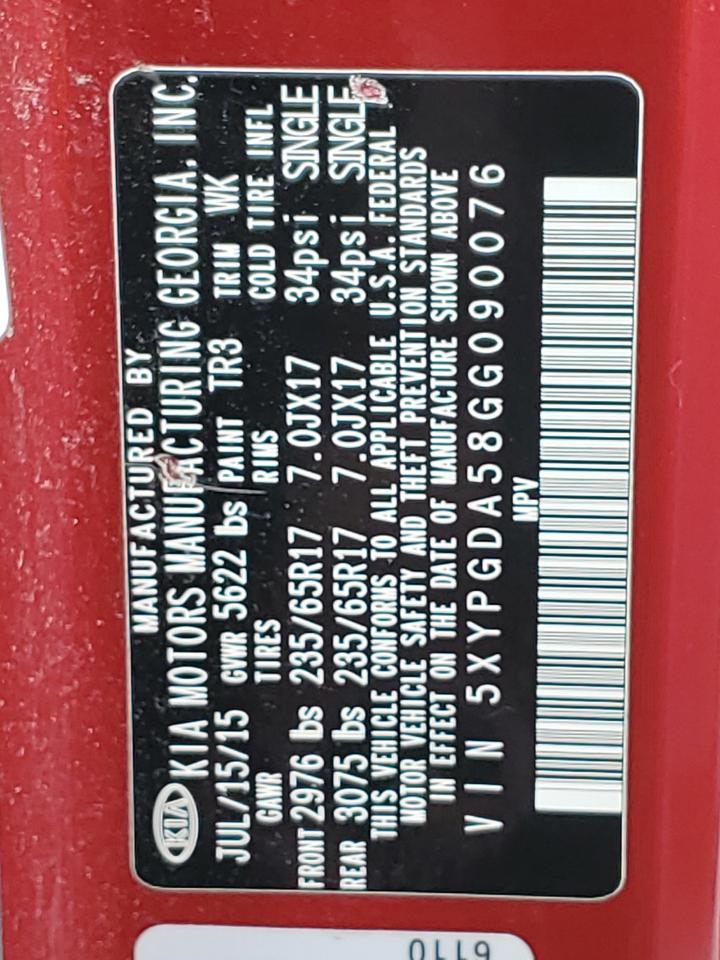 MANUFACTURED BY
KIA KIA MOTORS MANUFACTURING GEORGIA, INC.
JUL/15/15 GVWR 5622 lbs PAINT TR3 TRIM WK
GAWR TIRES RIMS COLD TIRE INFL
FRONT 2976 lbs 235/65R17 7.0JX17 34psi SINGLE
REAR 3075 lbs 235/65R17 7.0JX17 34psi SINGLE
THIS VEHICLE CONFORMS TO ALL APPLICABLE U.S.A. FEDERAL
MOTOR VEHICLE SAFETY AND THEFT PREVENTION STANDARDS
IN EFFECT ON THE DATE OF MANUFACTURE SHOWN ABOVE
VIN 5XYPGDA58GG090076
MPV
6110